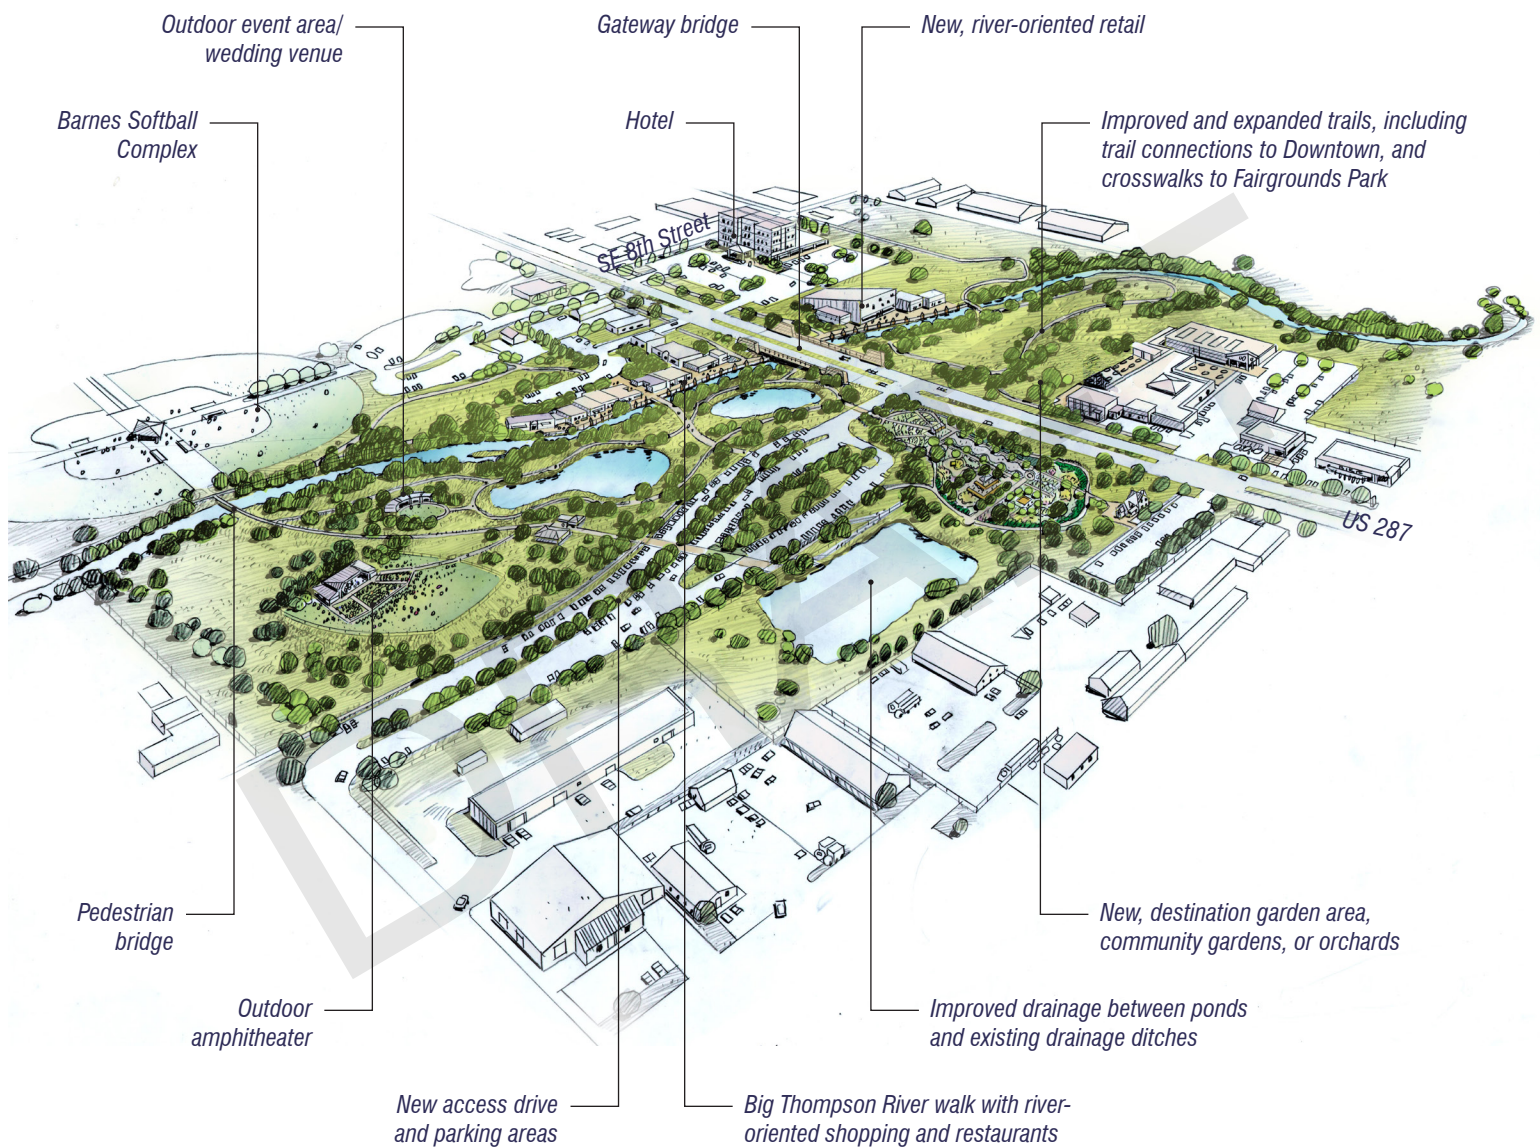 Outdoor event area/
wedding venue
Gateway bridge
New, river-oriented retail
Barnes Softball
Complex
Hotel
Improved and expanded trails, including
trail connections to Downtown, and
crosswalks to Fairgrounds Park
SE 8th Street
US 287
DRAFT
Pedestrian
bridge
New, destination garden area,
community gardens, or orchards
Outdoor
amphitheater
Improved drainage between ponds
and existing drainage ditches
New access drive
and parking areas
Big Thompson River walk with river-
oriented shopping and restaurants